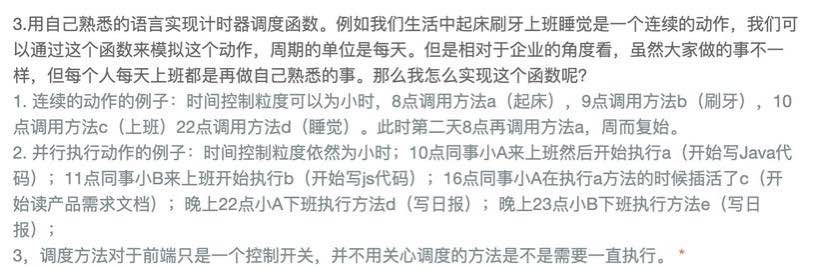 3.用自己熟悉的语言实现计时器调度函数。例如我们生活中起床刷牙上班睡觉是一个连续的动作，我们可
以通过这个函数来模拟这个动作，周期的单位是每天。但是相对于企业的角度看，虽然大家做的事不一
样，但每个人每天上班都是再做自己熟悉的事。那么我怎么实现这个函数呢？
1. 连续的动作的例子：时间控制粒度可以为小时，8点调用方法a（起床），9点调用方法b（刷牙），10
点调用方法c（上班）22点调用方法d（睡觉）。此时第二天8点再调用方法a，周而复始。
2. 并行执行动作的例子：时间控制粒度依然为小时；10点同事小A来上班然后开始执行a（开始写Java代
码）；11点同事小B来上班开始执行b（开始写js代码）；16点同事小A在执行a方法的时候插活了c（开
始读产品需求文档）；晚上22点小A下班执行方法d（写日报）；晚上23点小B下班执行方法e（写日
报）；
3，调度方法对于前端只是一个控制开关，并不用关心调度的方法是不是需要一直执行。 *